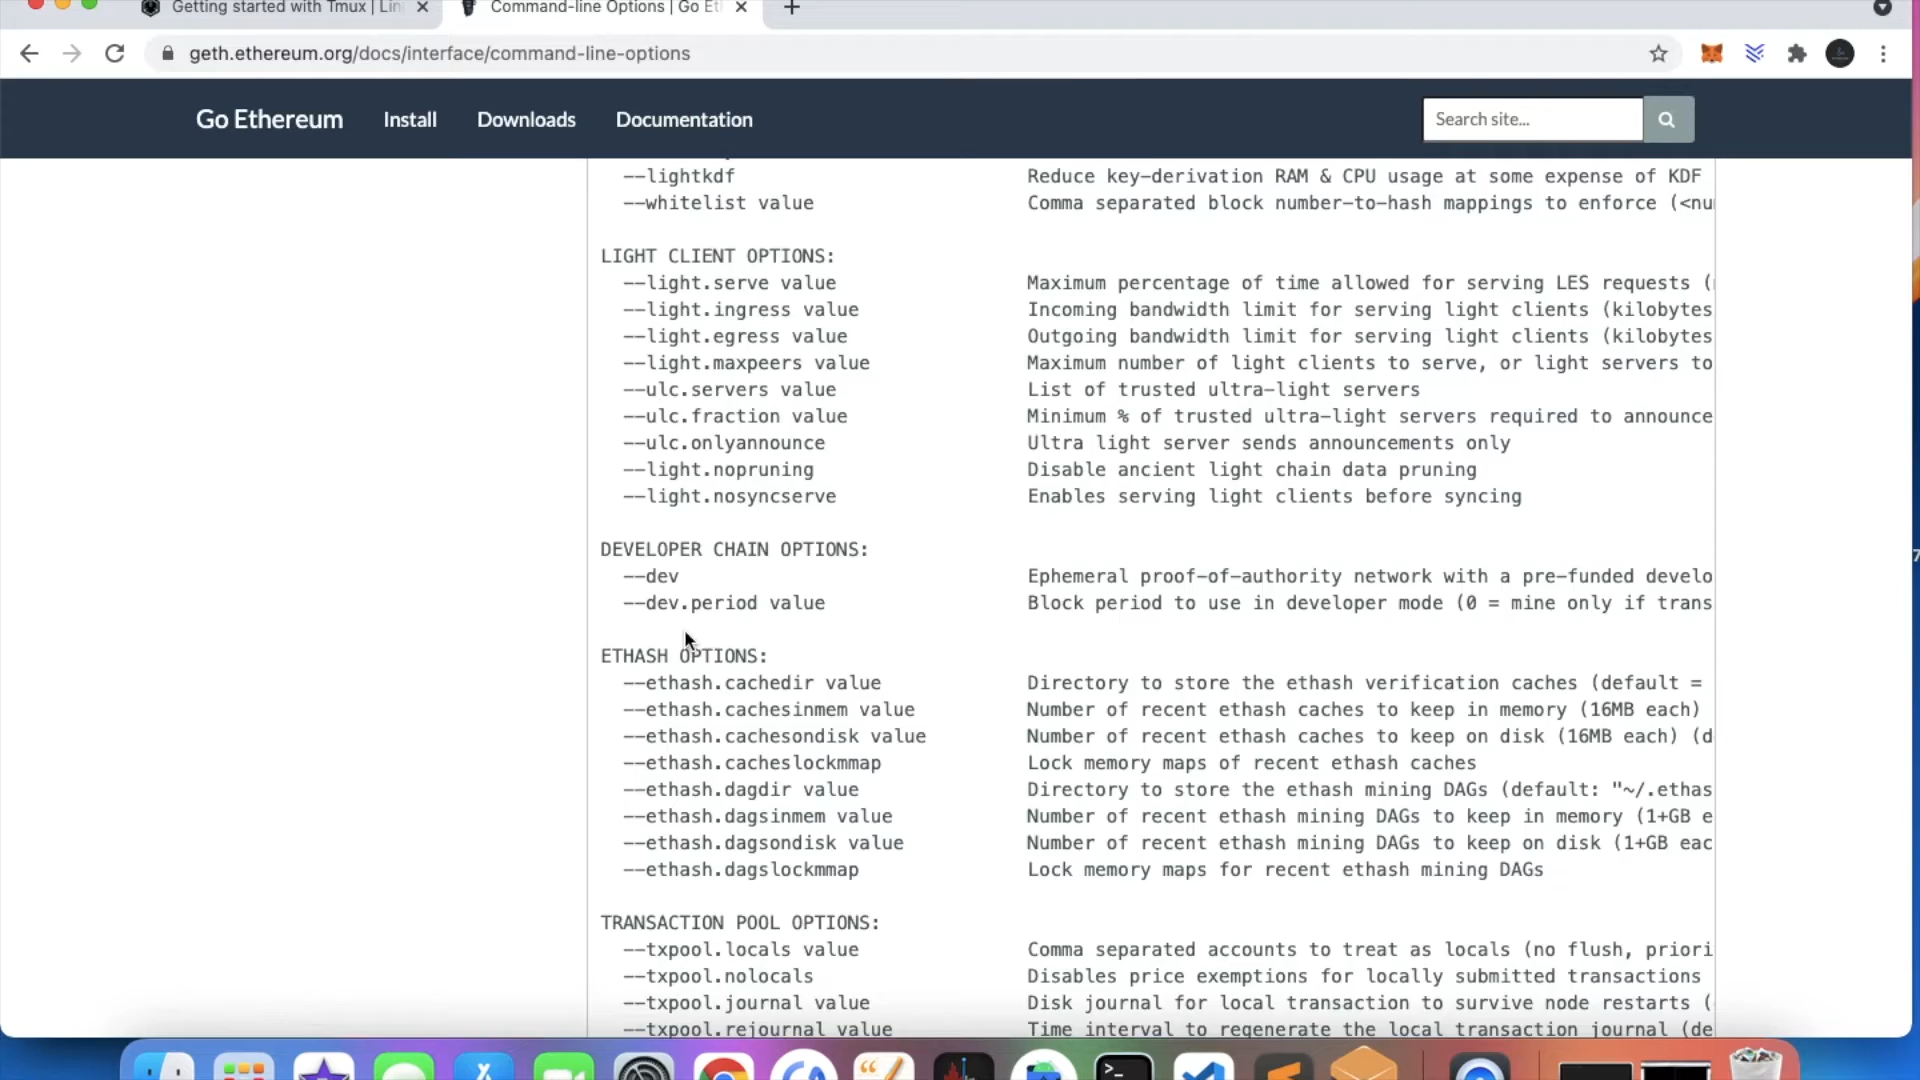 Getting started with Tmux | Lin
Command-line Options | Go Et
geth.ethereum.org/docs/interface/command-line-options
Go Ethereum
Install
Downloads
Documentation
Search site...
--lightkdf Reduce key-derivation RAM & CPU usage at some expense of KDF
--whitelist value Comma separated block number-to-hash mappings to enforce (<nu
LIGHT CLIENT OPTIONS:
--light.serve value Maximum percentage of time allowed for serving LES requests (
--light.ingress value Incoming bandwidth limit for serving light clients (kilobytes
--light.egress value Outgoing bandwidth limit for serving light clients (kilobytes
--light.maxpeers value Maximum number of light clients to serve, or light servers to
--ulc.servers value List of trusted ultra-light servers
--ulc.fraction value Minimum % of trusted ultra-light servers required to announce
--ulc.onlyannounce Ultra light server sends announcements only
--light.nopruning Disable ancient light chain data pruning
--light.nosyncserve Enables serving light clients before syncing
DEVELOPER CHAIN OPTIONS:
--dev Ephemeral proof-of-authority network with a pre-funded develo
--dev.period value Block period to use in developer mode (0 = mine only if trans
ETHASH OPTIONS:
--ethash.cachedir value Directory to store the ethash verification caches (default =
--ethash.cachesinmem value Number of recent ethash caches to keep in memory (16MB each)
--ethash.cachesondisk value Number of recent ethash caches to keep on disk (16MB each) (d
--ethash.cacheslockmmap Lock memory maps of recent ethash caches
--ethash.dagdir value Directory to store the ethash mining DAGs (default: "~/.ethas
--ethash.dagsinmem value Number of recent ethash mining DAGs to keep in memory (1+GB e
--ethash.dagsondisk value Number of recent ethash mining DAGs to keep on disk (1+GB eac
--ethash.dagslockmmap Lock memory maps for recent ethash mining DAGs
TRANSACTION POOL OPTIONS:
--txpool.locals value Comma separated accounts to treat as locals (no flush, priori
--txpool.nolocals Disables price exemptions for locally submitted transactions
--txpool.journal value Disk journal for local transaction to survive node restarts (
--txpool.rejournal value Time interval to regenerate the local transaction journal (de